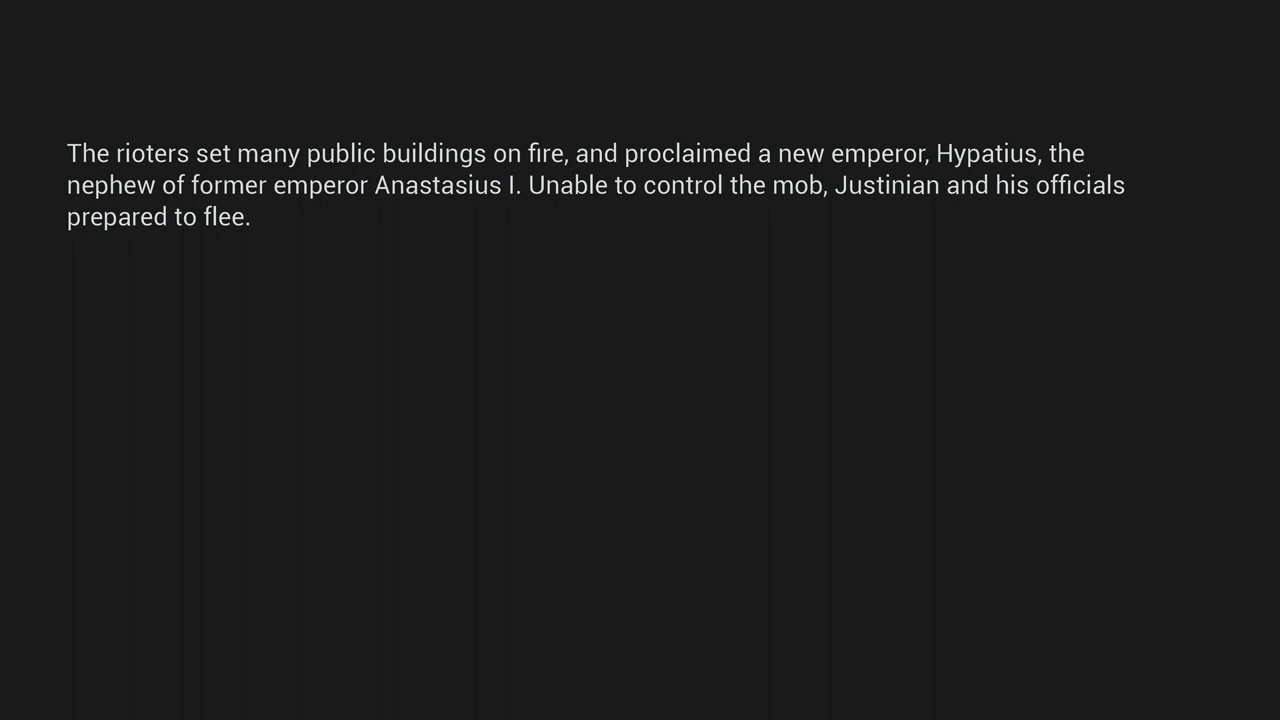 The rioters set many public buildings on fire, and proclaimed a new emperor, Hypatius, the
nephew of former emperor Anastasius I. Unable to control the mob, Justinian and his officials
prepared to flee.